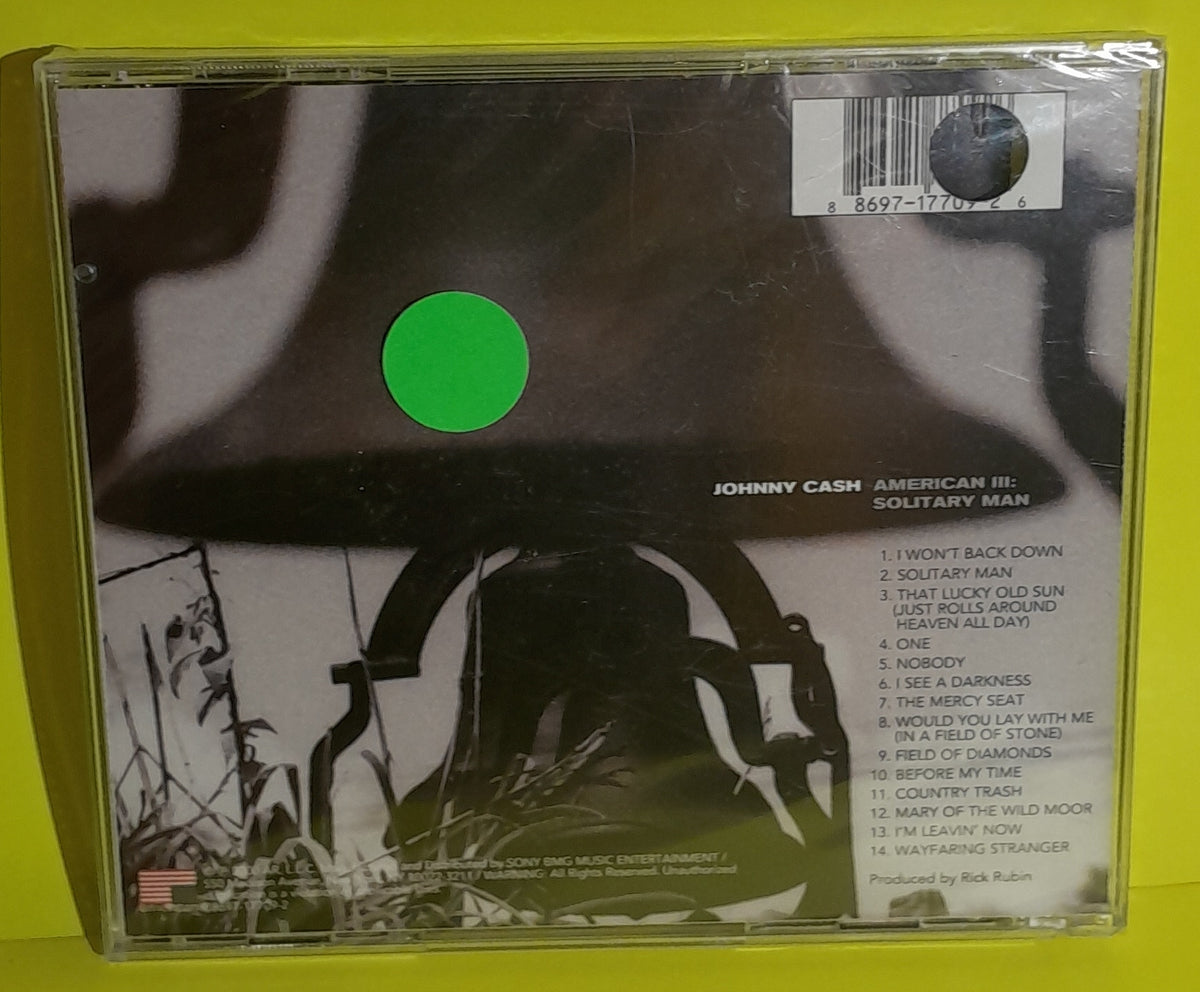 8 8697-17709-2 6
JOHNNY CASH AMERICAN III:
SOLITARY MAN
1. I WON'T BACK DOWN
2. SOLITARY MAN
3. THAT LUCKY OLD SUN
(JUST ROLLS AROUND
HEAVEN ALL DAY)
4. ONE
5. NOBODY
6. I SEE A DARKNESS
7. THE MERCY SEAT
8. WOULD YOU LAY WITH ME
(IN A FIELD OF STONE)
9. FIELD OF DIAMONDS
10. BEFORE MY TIME
11. COUNTRY TRASH
12. MARY OF THE WILD MOOR
13. I'M LEAVIN' NOW
14. WAYFARING STRANGER
Produced by Rick Rubin
and Distributed by SONY BMG MUSIC ENTERTAINMENT /
WARNING: All Rights Reserved. Unauthorized